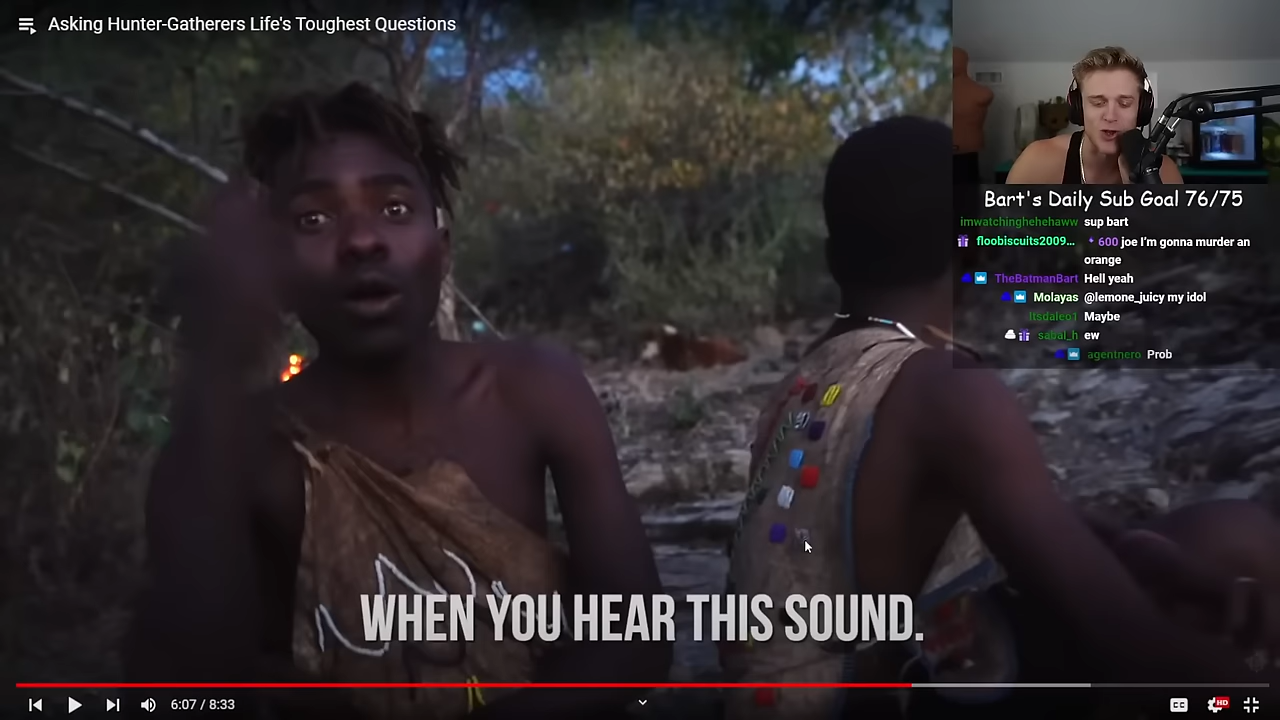 Asking Hunter-Gatherers Life's Toughest Questions
Bart's Daily Sub Goal 76/75
imwatchinghehehaww sup bart
floobiscuits2009... 600 joe I'm gonna murder an
orange
TheBatmanBart Hell yeah
Molayas @lemone_juicy my idol
Itsdaleo1 Maybe
sabal_h ew
agentnero Prob
WHEN YOU HEAR THIS SOUND.
6:07 / 8:33
CC
HD